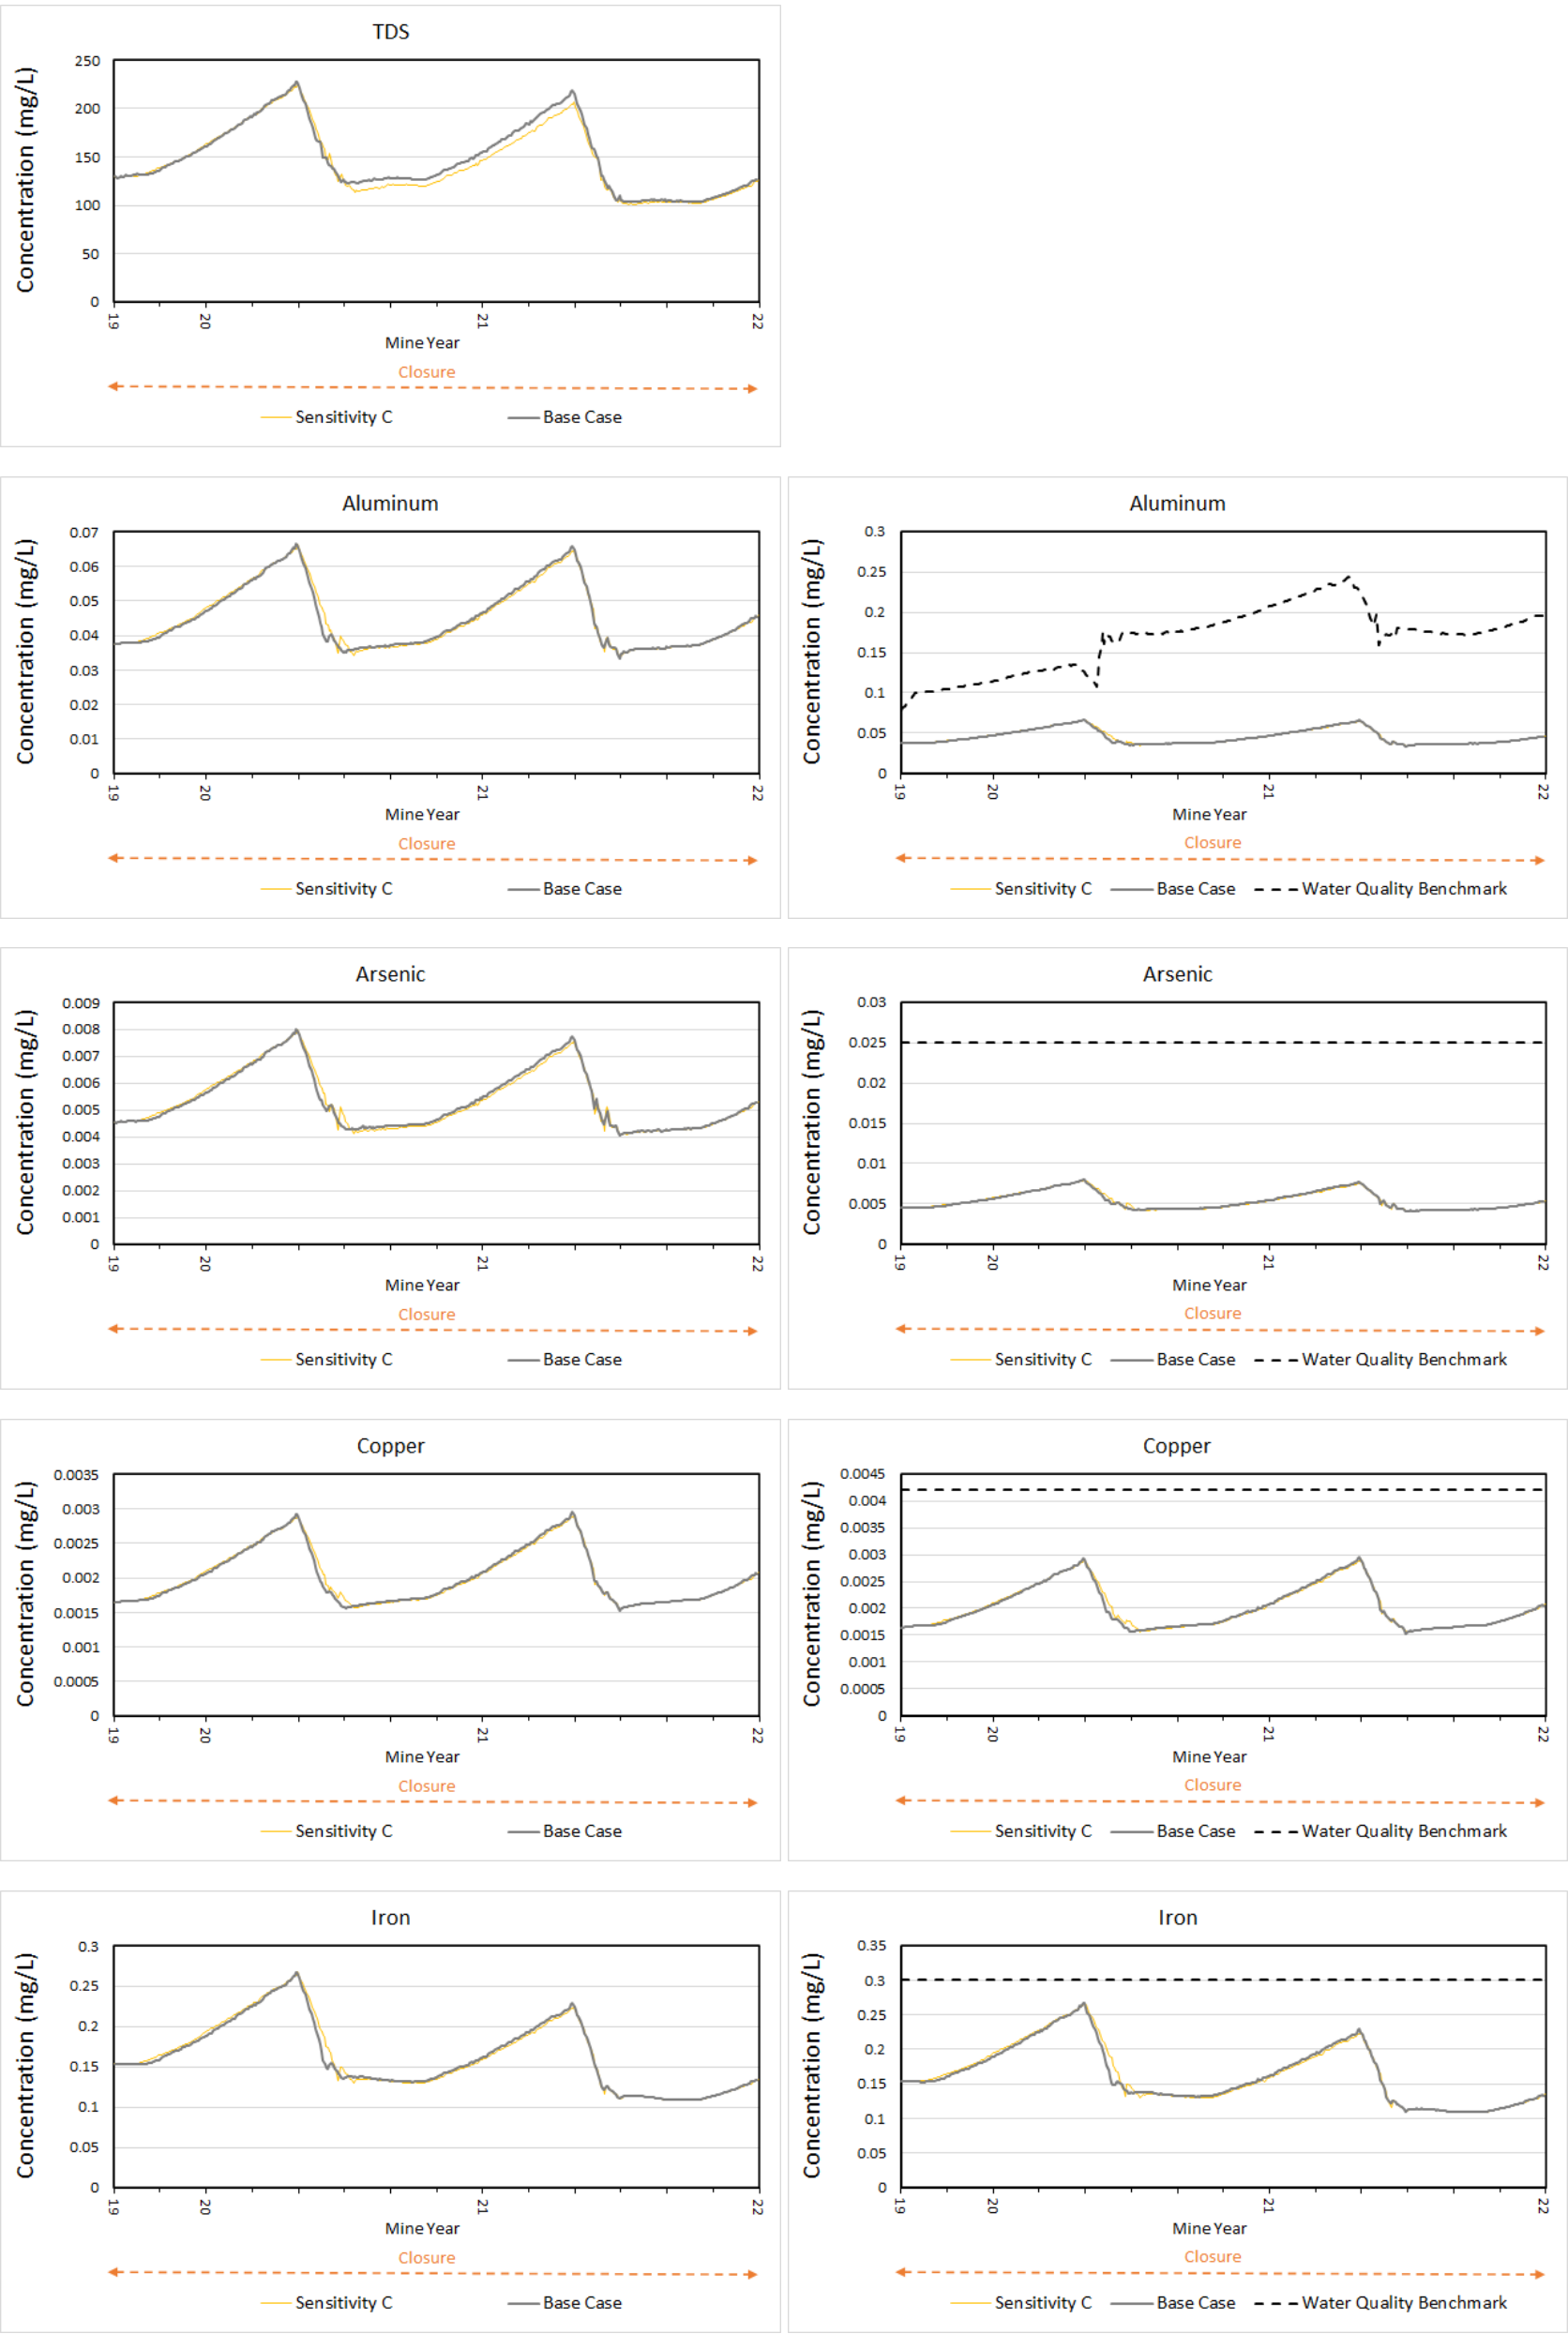 TDS
Concentration (mg/L)
250
200
150
100
50
0
19
20
21
22
Mine Year
Closure
Sensitivity C
Base Case
Aluminum
Concentration (mg/L)
0.07
0.06
0.05
0.04
0.03
0.02
0.01
0
19
20
21
22
Mine Year
Closure
Sensitivity C
Base Case
Aluminum
Concentration (mg/L)
0.3
0.25
0.2
0.15
0.1
0.05
0
19
20
21
22
Mine Year
Closure
Sensitivity C
Base Case
Water Quality Benchmark
Arsenic
Concentration (mg/L)
0.009
0.008
0.007
0.006
0.005
0.004
0.003
0.002
0.001
0
19
20
21
22
Mine Year
Closure
Sensitivity C
Base Case
Arsenic
Concentration (mg/L)
0.03
0.025
0.02
0.015
0.01
0.005
0
19
20
21
22
Mine Year
Closure
Sensitivity C
Base Case
Water Quality Benchmark
Copper
Concentration (mg/L)
0.0035
0.003
0.0025
0.002
0.0015
0.001
0.0005
0
19
20
21
22
Mine Year
Closure
Sensitivity C
Base Case
Copper
Concentration (mg/L)
0.0045
0.004
0.0035
0.003
0.0025
0.002
0.0015
0.001
0.0005
0
19
20
21
22
Mine Year
Closure
Sensitivity C
Base Case
Water Quality Benchmark
Iron
Concentration (mg/L)
0.3
0.25
0.2
0.15
0.1
0.05
0
19
20
21
22
Mine Year
Closure
Sensitivity C
Base Case
Iron
Concentration (mg/L)
0.35
0.3
0.25
0.2
0.15
0.1
0.05
0
19
20
21
22
Mine Year
Closure
Sensitivity C
Base Case
Water Quality Benchmark